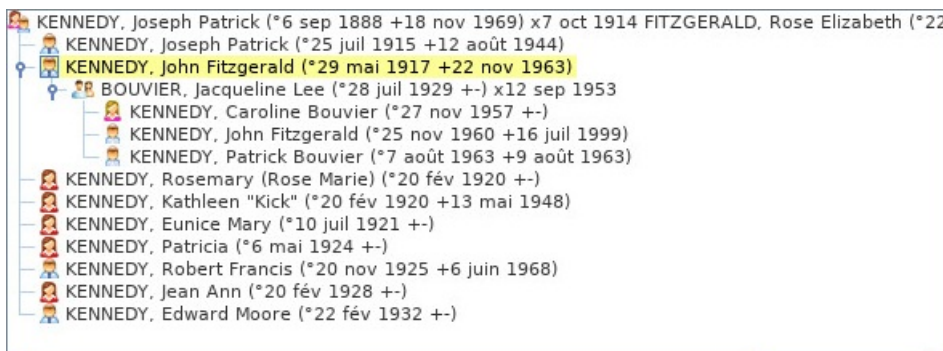 KENNEDY, Joseph Patrick (°6 sep 1888 +18 nov 1969) x7 oct 1914 FITZGERALD, Rose Elizabeth (°22
KENNEDY, Joseph Patrick (°25 juil 1915 +12 août 1944)
KENNEDY, John Fitzgerald (°29 mai 1917 +22 nov 1963)
BOUVIER, Jacqueline Lee (°28 juil 1929 +-) x12 sep 1953
KENNEDY, Caroline Bouvier (°27 nov 1957 +-)
KENNEDY, John Fitzgerald (°25 nov 1960 +16 juil 1999)
KENNEDY, Patrick Bouvier (°7 août 1963 +9 août 1963)
KENNEDY, Rosemary (Rose Marie) (°20 fév 1920 +-)
KENNEDY, Kathleen "Kick" (°20 fév 1920 +13 mai 1948)
KENNEDY, Eunice Mary (°10 juil 1921 +-)
KENNEDY, Patricia (°6 mai 1924 +-)
KENNEDY, Robert Francis (°20 nov 1925 +6 juin 1968)
KENNEDY, Jean Ann (°20 fév 1928 +-)
KENNEDY, Edward Moore (°22 fév 1932 +-)